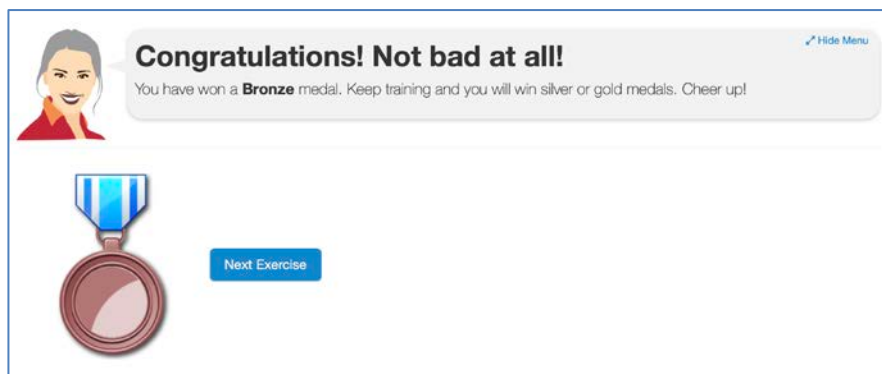 Congratulations! Not bad at all!
Hide Menu
You have won a Bronze medal. Keep training and you will win silver or gold medals. Cheer up!
Next Exercise